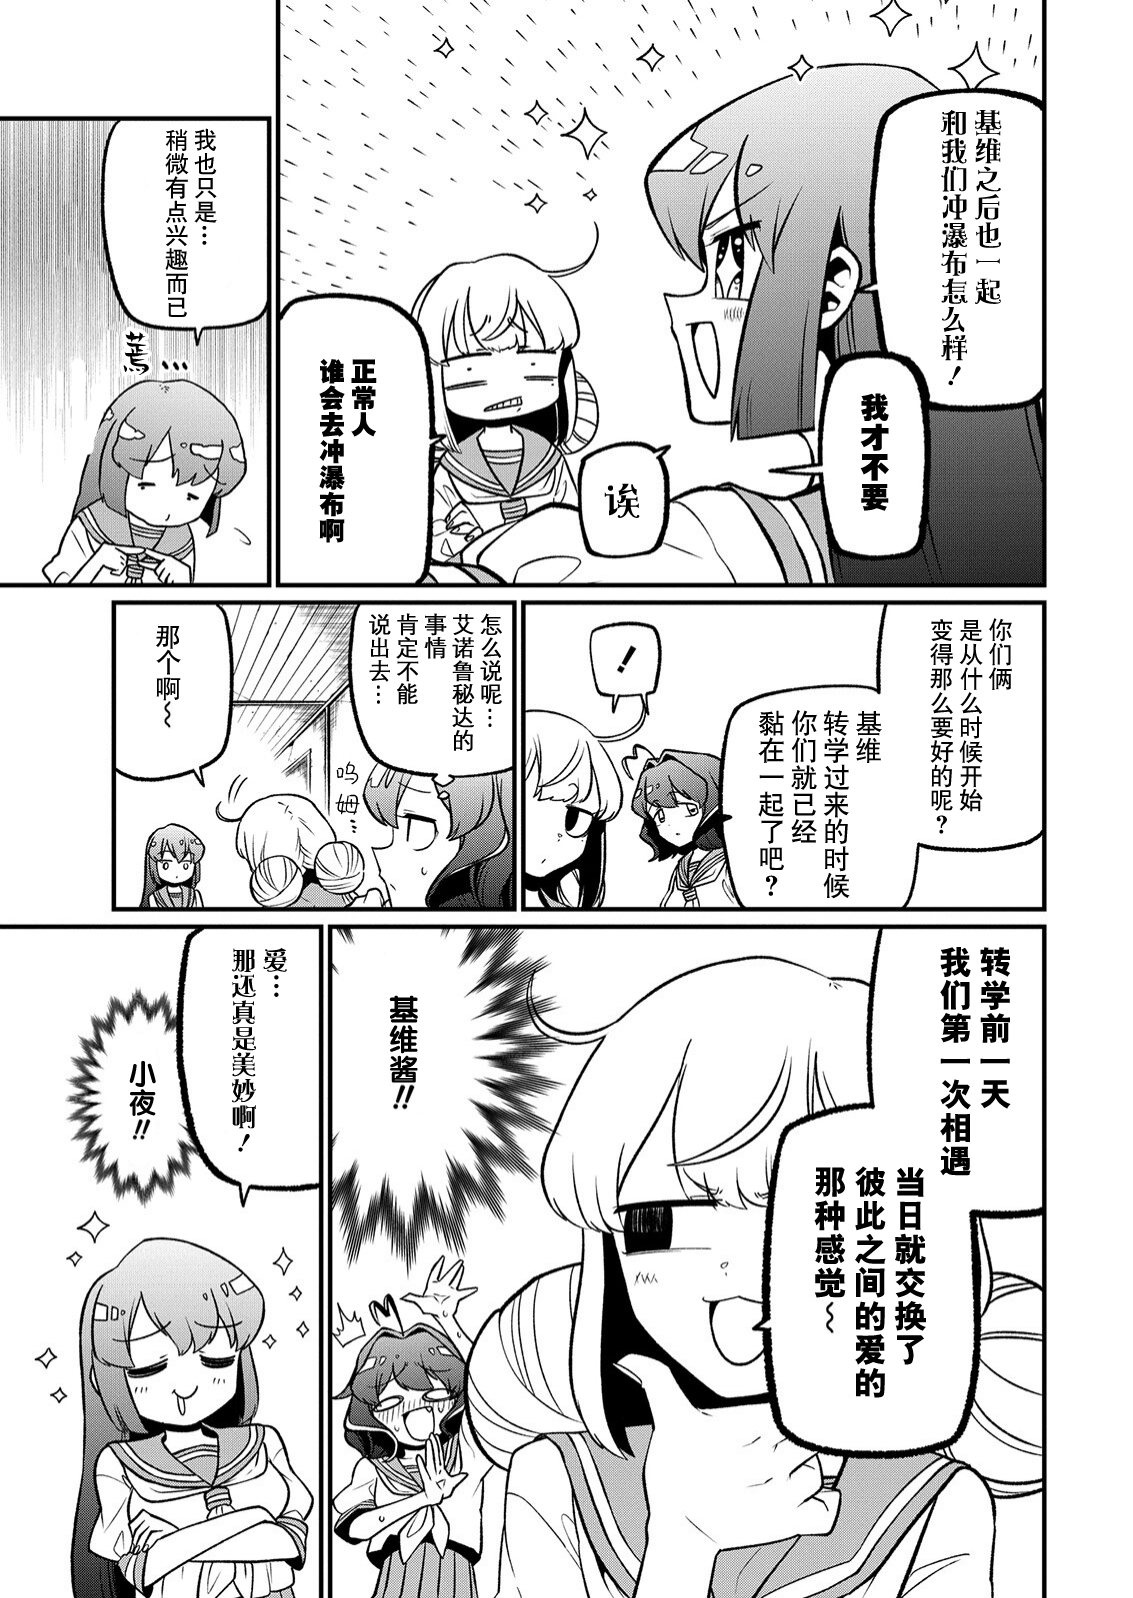 基维之后也一起
和我们冲瀑布怎么样！
我才不要
诶
正常人
谁会去冲瀑布啊
我也只是…
稍微有点兴趣而已
蔫…
你们俩
是从什么时候开始
变得那么要好的呢？
基维
转学过来的时候
你们就已经
黏在一起了吧？
！
怎么说呢…
艾诺鲁秘达的
事情
肯定不能
说出去…
呜姆…
那个啊～
转学前一天
我们第一次相遇
当日就交换了
彼此之间的爱的
那种感觉～
基维酱!!
爱…
那还真是美妙啊！
小夜!!